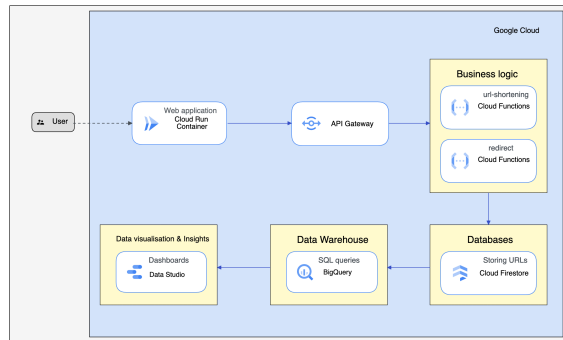 Google Cloud
User
Web application
Cloud Run
Container
API Gateway
Business logic
url-shortening
Cloud Functions
redirect
Cloud Functions
Data visualisation & Insights
Dashboards
Data Studio
Data Warehouse
SQL queries
BigQuery
Databases
Storing URLs
Cloud Firestore